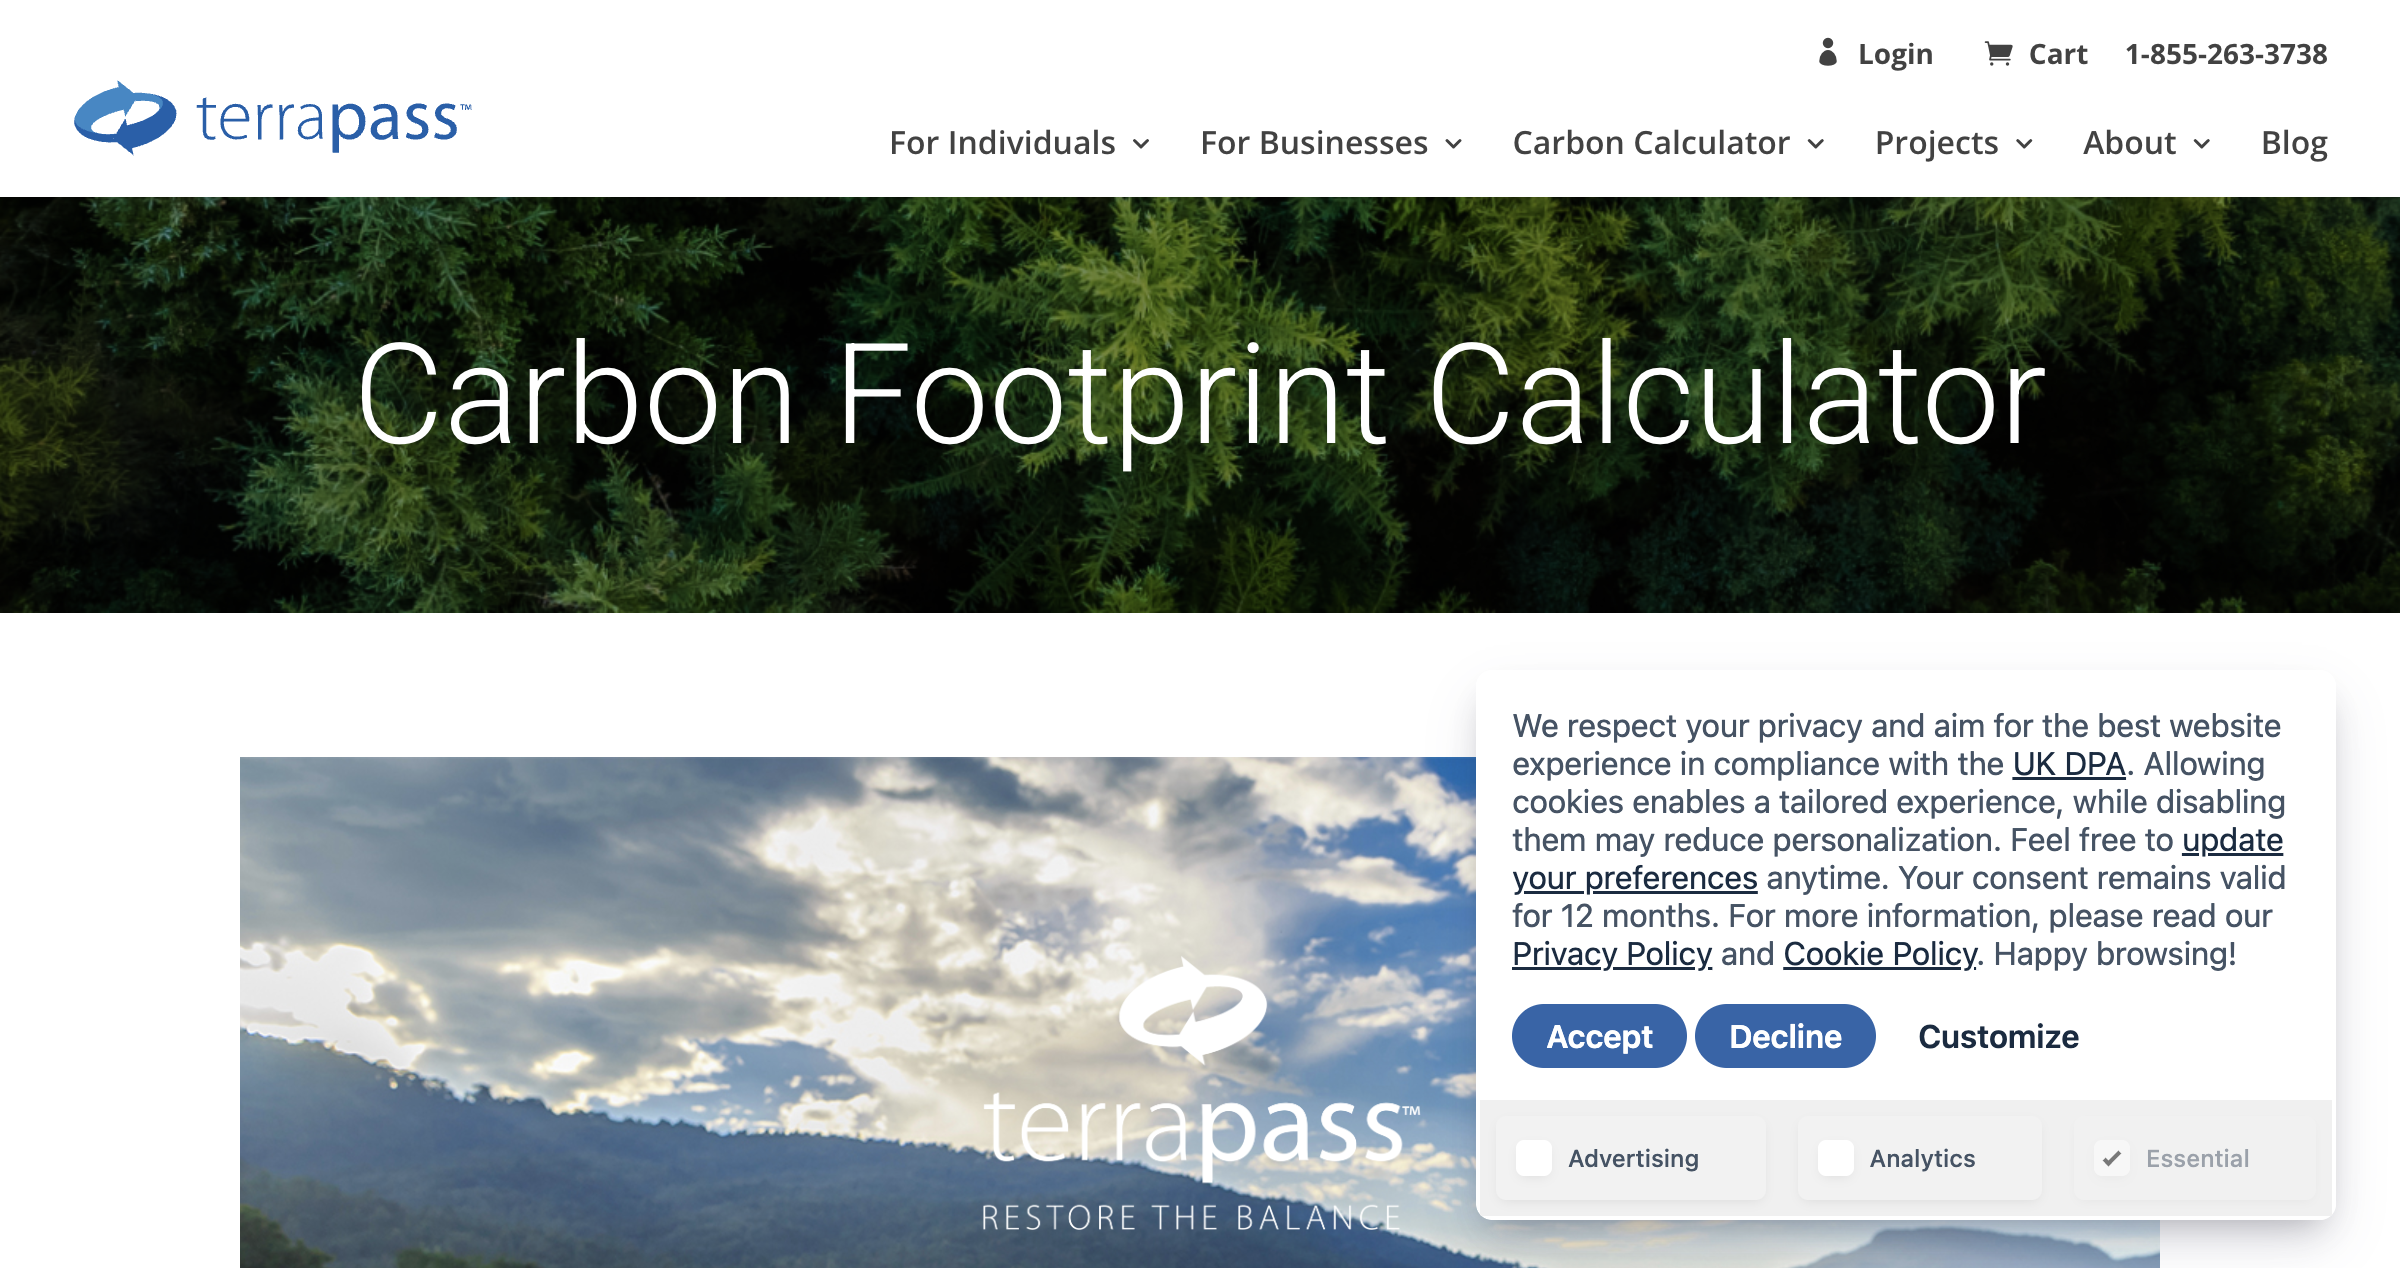 Login Cart 1-855-263-3738
terrapass™
For Individuals For Businesses Carbon Calculator Projects About Blog
Carbon Footprint Calculator
We respect your privacy and aim for the best website
experience in compliance with the UK DPA. Allowing
cookies enables a tailored experience, while disabling
them may reduce personalization. Feel free to update
your preferences anytime. Your consent remains valid
for 12 months. For more information, please read our
Privacy Policy and Cookie Policy. Happy browsing!
Accept Decline Customize
Advertising Analytics Essential
terrapass™
RESTORE THE BALANCE